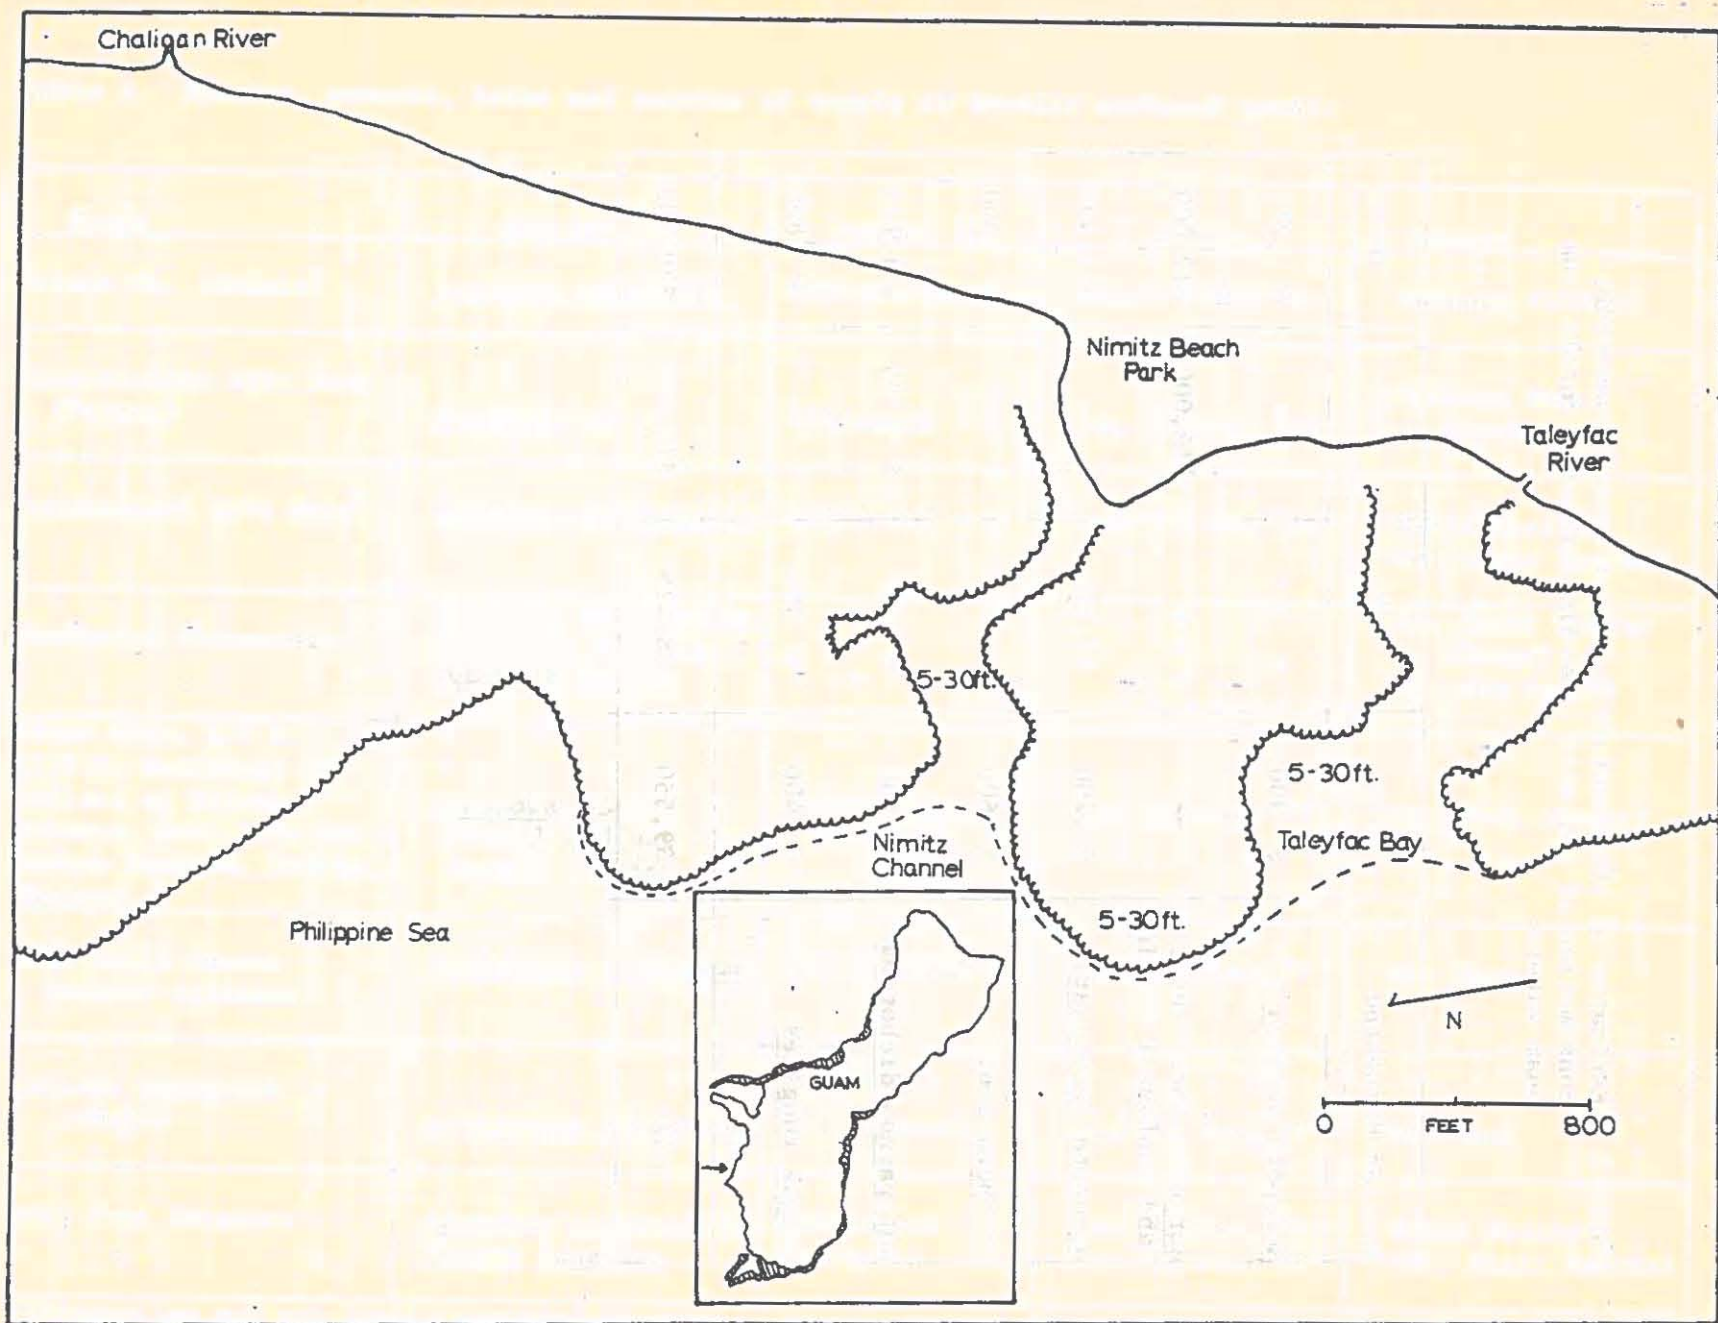 Chaligan River
Nimitz Beach
Park
Taleyfac
River
5-30ft.
5-30ft.
Nimitz
Channel
Taleyfac Bay
5-30ft.
Philippine Sea
N
GUAM
0 FEET 800